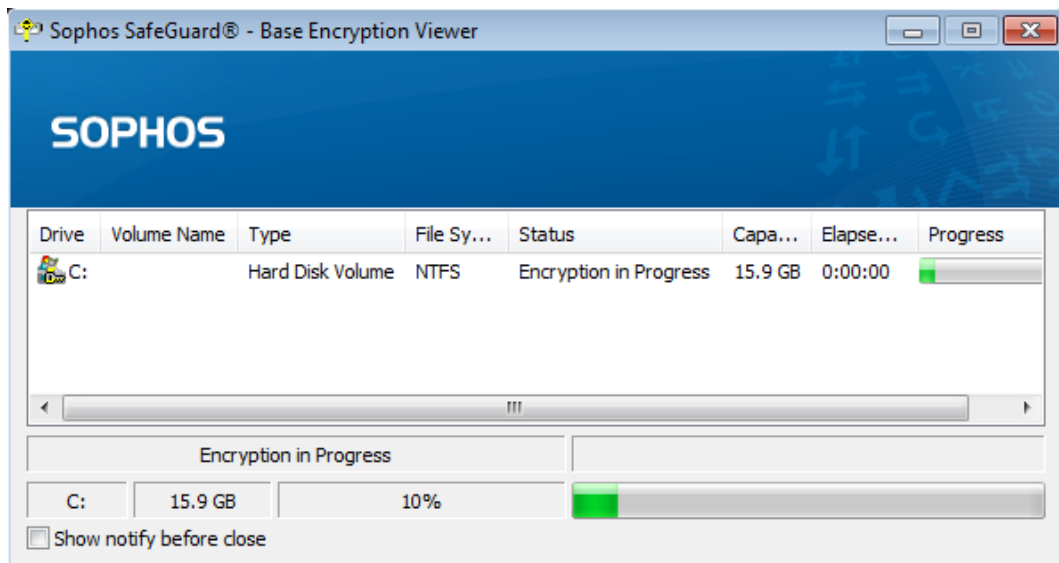 Sophos SafeGuard® - Base Encryption Viewer
SOPHOS
Drive Volume Name Type File Sy... Status Capa... Elapse... Progress
C: Hard Disk Volume NTFS Encryption in Progress 15.9 GB 0:00:00
Encryption in Progress
C: 15.9 GB 10%
Show notify before close